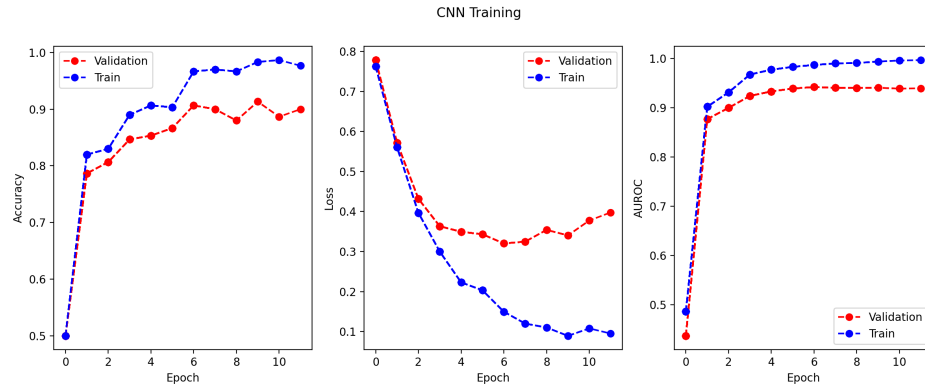 CNN Training
Accuracy
1.0
0.9
0.8
0.7
0.6
0.5
0 2 4 6 8 10
Epoch
Validation
Train
Loss
0.8
0.7
0.6
0.5
0.4
0.3
0.2
0.1
0 2 4 6 8 10
Epoch
Validation
Train
AUROC
1.0
0.9
0.8
0.7
0.6
0.5
0 2 4 6 8 10
Epoch
Validation
Train